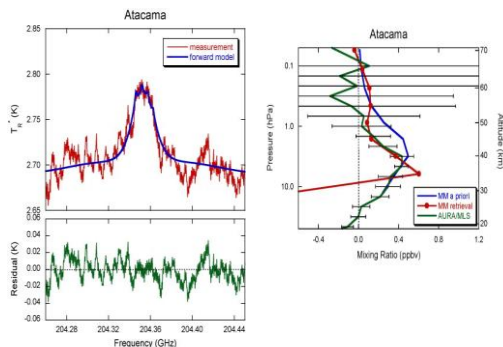 Atacama
2.85
measurement
forward model
2.80
2.75
T_N* (K)
2.70
2.65
0.06
0.04
0.02
0.00
-0.02
-0.04
-0.06
Residual (K)
204.28 204.32 204.36 204.40 204.44
Frequency (GHz)
Atacama
0.1
1.0
10.0
Pressure (hPa)
70
60
50
40
30
20
Altitude (km)
MM a priori
MM retrieval
AURA/MLS
-0.4 0.0 0.4 0.8 1.2
Mixing Ratio (ppbv)